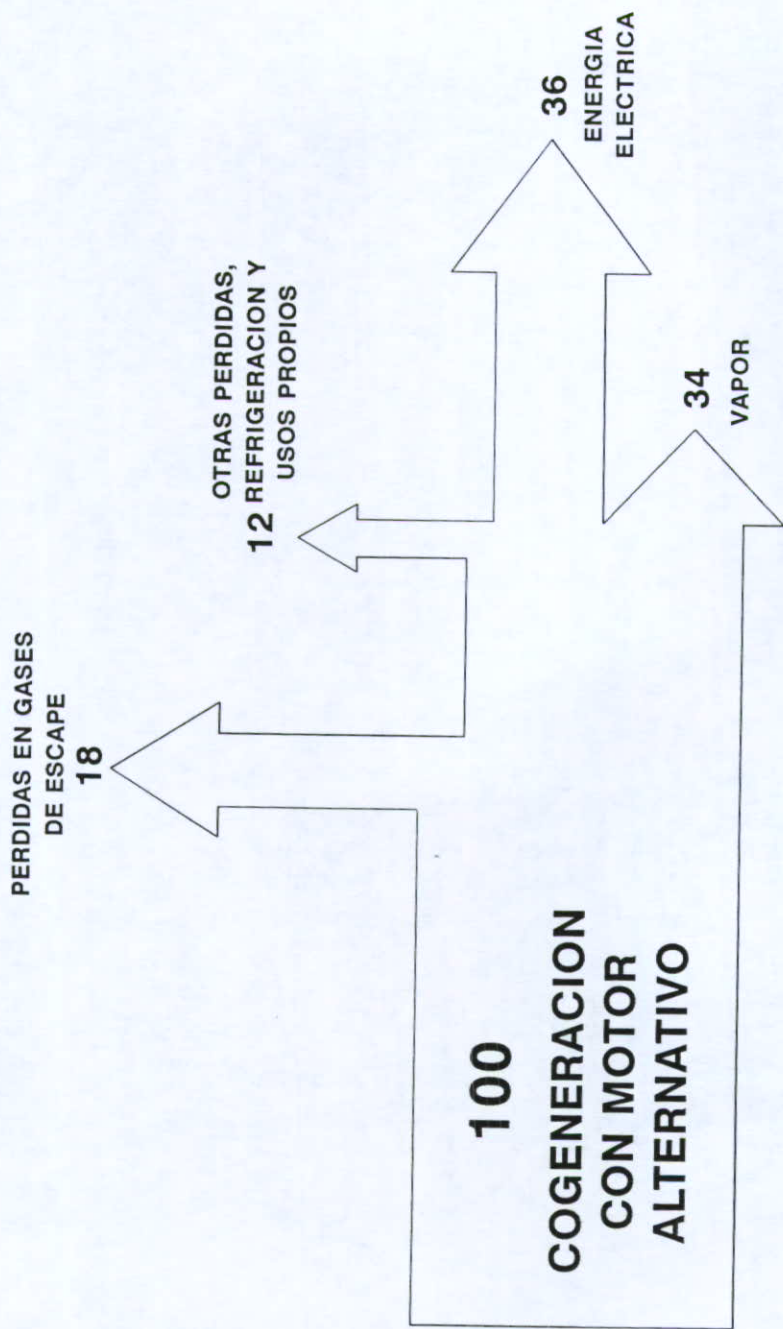 PERDIDAS EN GASES
DE ESCAPE
18
OTRAS PERDIDAS,
12 REFRIGERACION Y
USOS PROPIOS
36
ENERGIA
ELECTRICA
34
VAPOR
100
COGENERACION
CON MOTOR
ALTERNATIVO